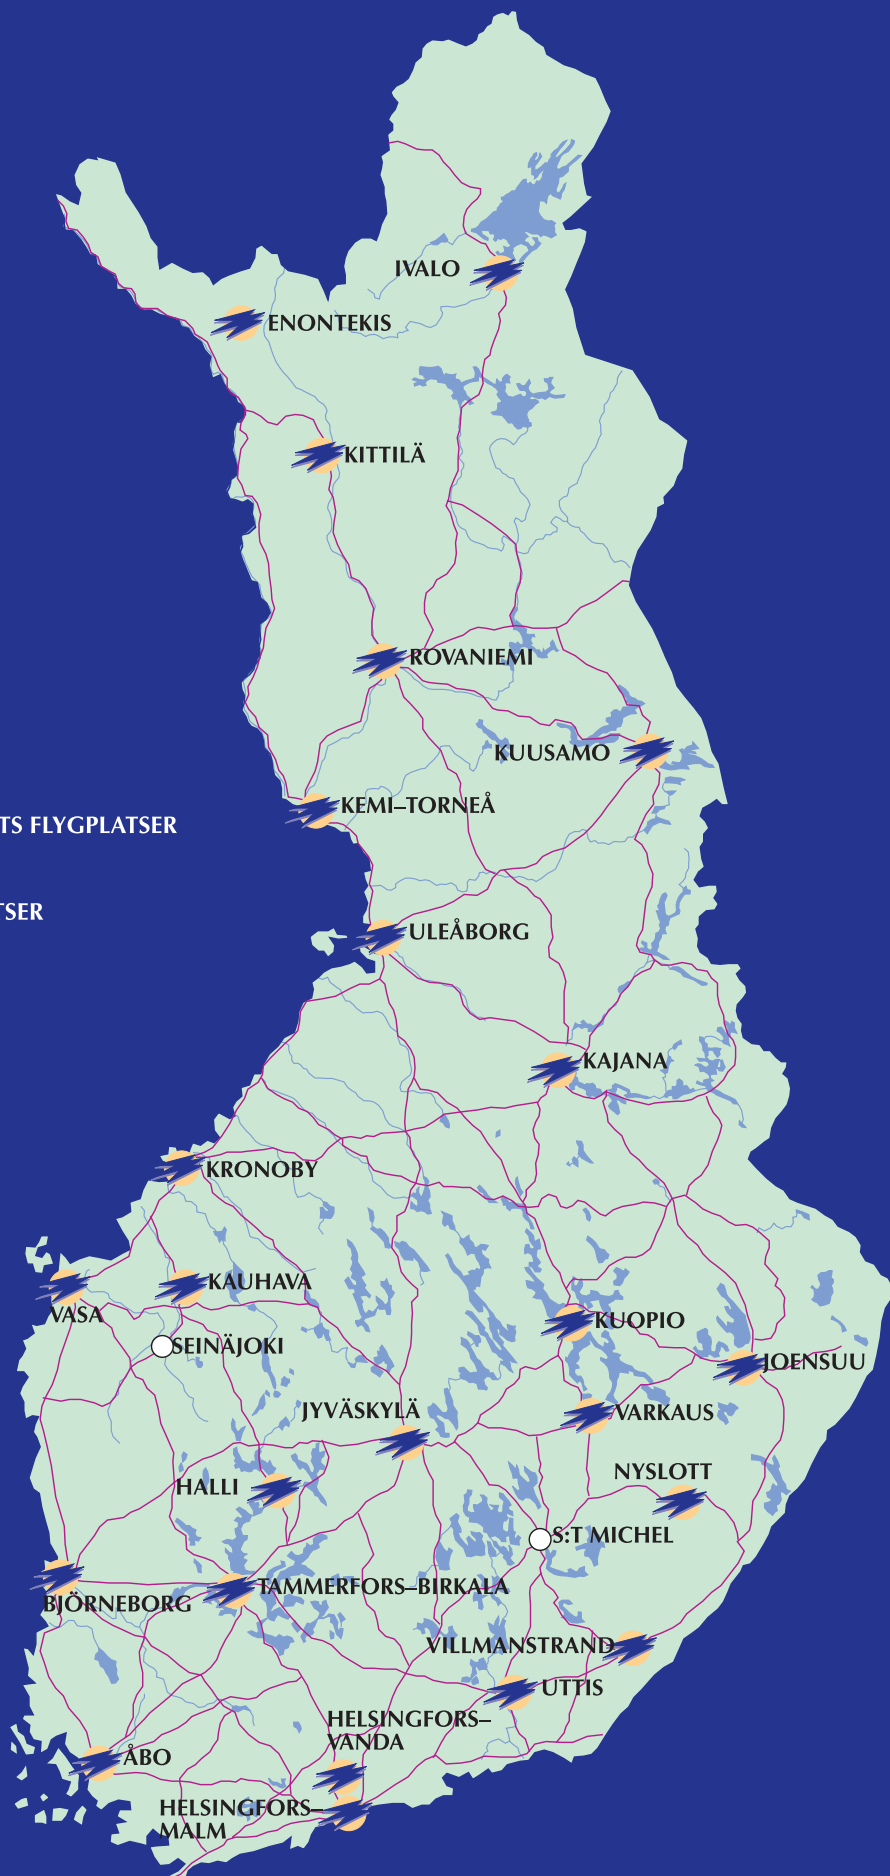 IVALO
ENONTEKIS
KITTILÄ
ROVANIEMI
KUUSAMO
KEMI–TORNEÅ
TS FLYGPLATSER
TSER
ULEÅBORG
KAJANA
KRONOBY
KAUHAVA
VASA
KUOPIO
SEINÄJOKI
JOENSUU
JYVÄSKYLÄ
VARKAUS
NYSLOTT
HALLI
S:T MICHEL
TAMMERFORS–BIRKALA
BJÖRNEBORG
VILLMANSTRAND
UTTIS
HELSINGFORS–
VANDA
ÅBO
HELSINGFORS–
MALM